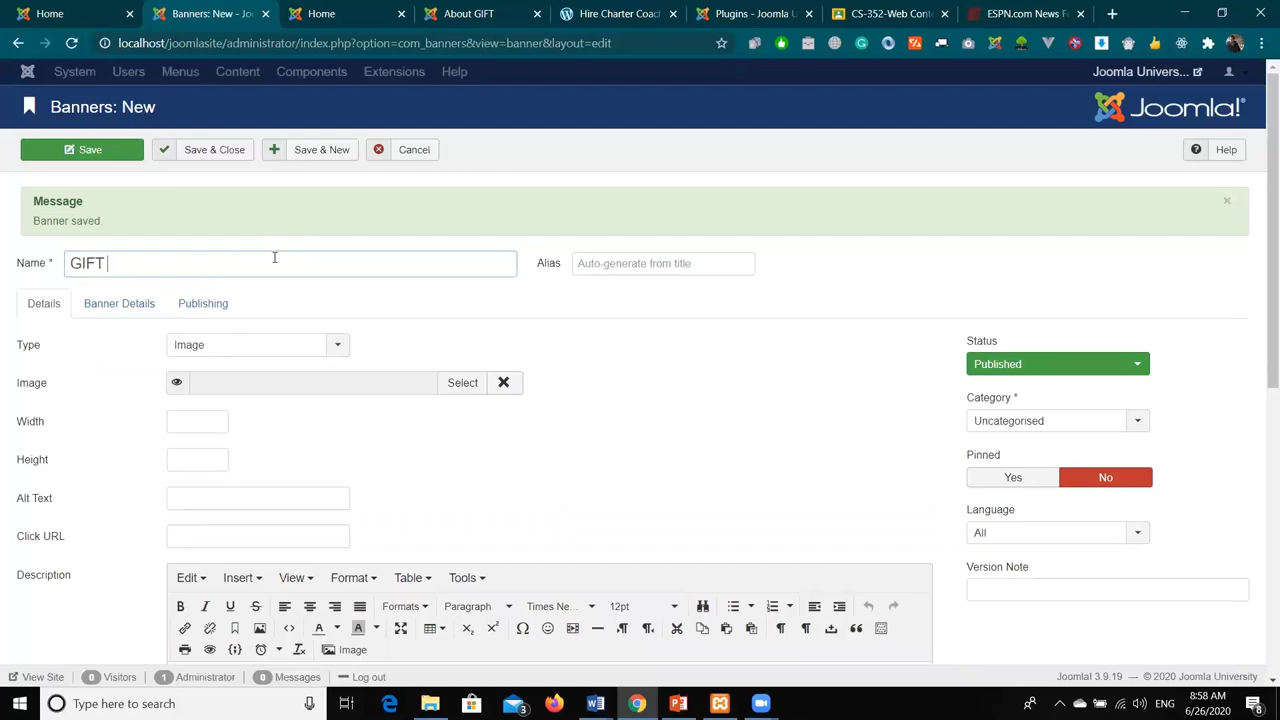 Home
Banners: New - Jo
Home
About GIFT
Hire Charter Coac
Plugins - Joomla U
CS-352-Web Cont
ESPN.com News F
localhost/joomlasite/administrator/index.php?option=com_banners&view=banner&layout=edit
System Users Menus Content Components Extensions Help
Joomla Univers...
Banners: New
Joomla!®
Save
Save & Close
Save & New
Cancel
Help
Message
Banner saved.
Name *
GIFT
Alias
Auto-generate from title
Details
Banner Details
Publishing
Type
Image
Image
Select
Width
Height
Alt Text
Click URL
Description
Edit Insert View Format Table Tools
Formats Paragraph Times Ne... 12pt
Image
Status
Published
Category *
Uncategorised
Pinned
Yes
No
Language
All
Version Note
View Site 0 Visitors 1 Administrator 0 Messages Log out
Joomla! 3.9.19 — © 2020 Joomla University
Type here to search
3
ENG
8:58 AM
6/26/2020
8